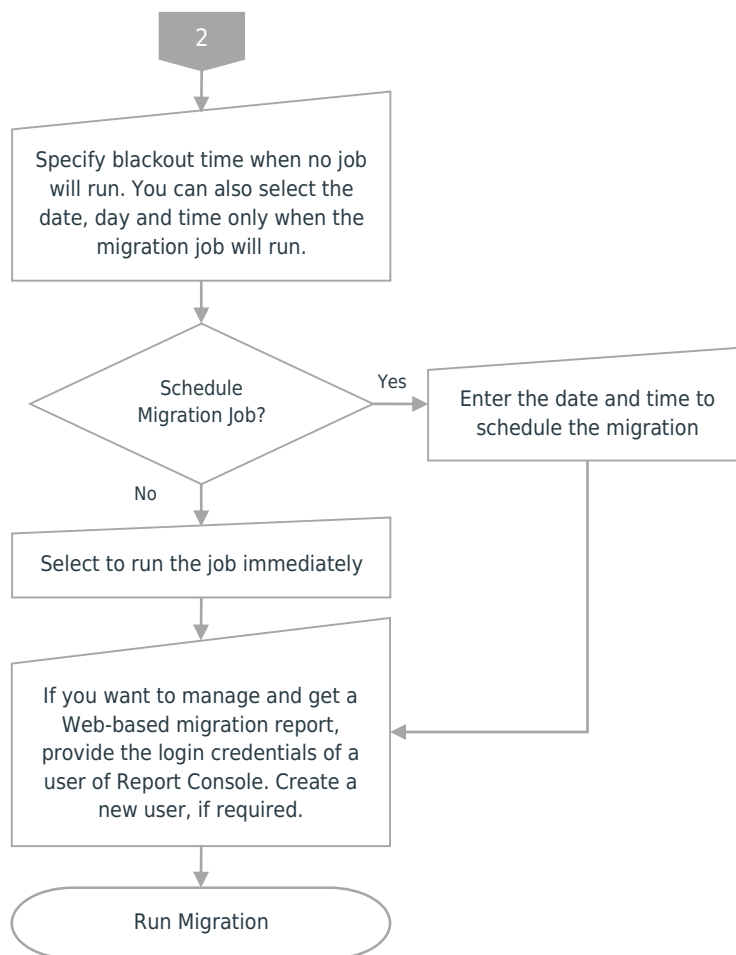 2
Specify blackout time when no job
will run. You can also select the
date, day and time only when the
migration job will run.
Schedule
Migration Job?
Yes
Enter the date and time to
schedule the migration
No
Select to run the job immediately
If you want to manage and get a
Web-based migration report,
provide the login credentials of a
user of Report Console. Create a
new user, if required.
Run Migration